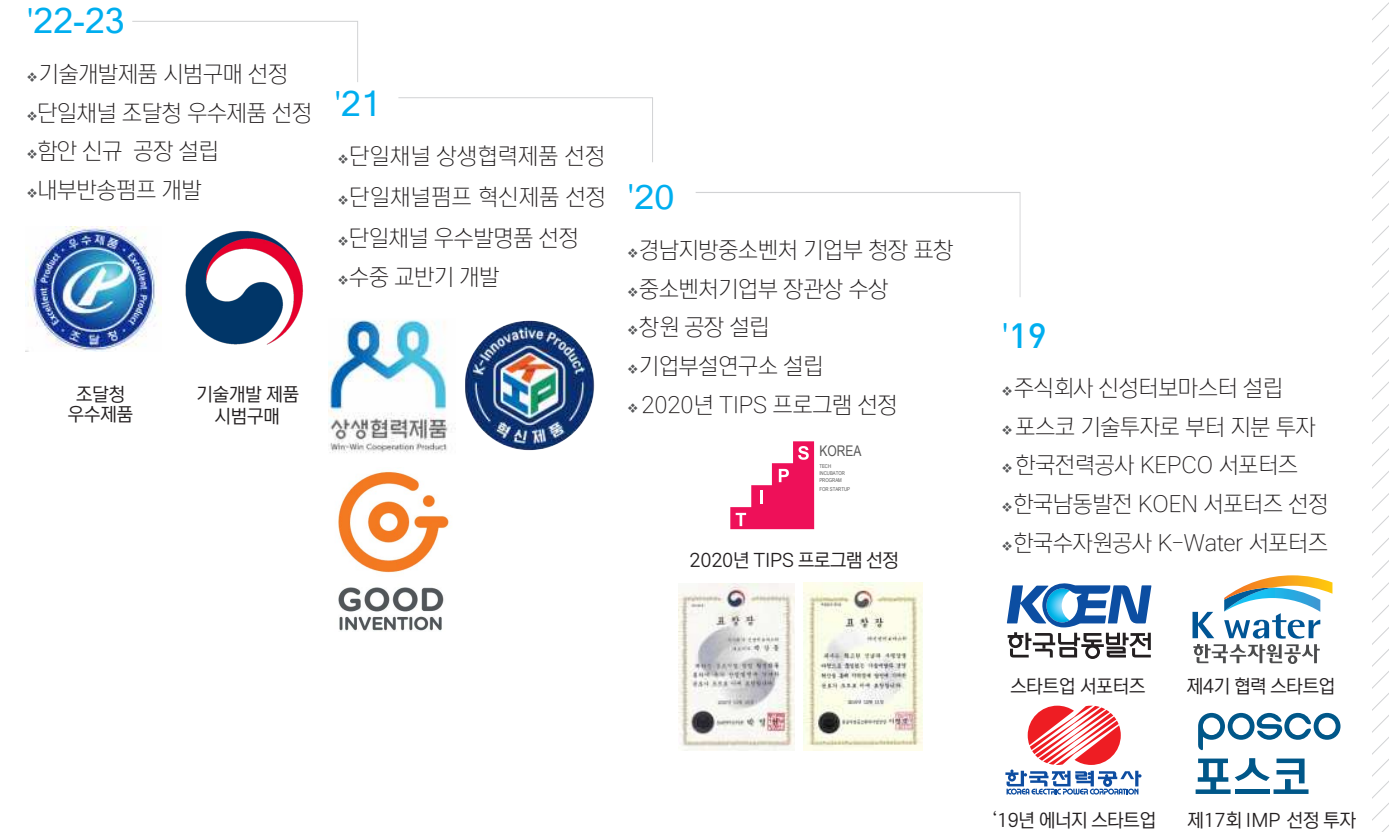 '22-23
❖기술개발제품 시범구매 선정
❖단일채널 조달청 우수제품 선정
❖함안 신규 공장 설립
❖내부반송펌프 개발
우수제품
Excellent Product
Excellent Product
조달청
조달청
우수제품
기술개발 제품
시범구매
'21
❖단일채널 상생협력제품 선정
❖단일채널펌프 혁신제품 선정
❖단일채널 우수발명품 선정
❖수중 교반기 개발
상생협력제품
Win-Win Cooperation Product
K-Innovative Product
KIP
혁신제품
GOOD
INVENTION
'20
❖경남지방중소벤처 기업부 청장 표창
❖중소벤처기업부 장관상 수상
❖창원 공장 설립
❖기업부설연구소 설립
❖2020년 TIPS 프로그램 선정
TIPS
KOREA
TECH
INCUBATOR
PROGRAM
FOR STARTUP
2020년 TIPS 프로그램 선정
표창장
표창장
'19
❖주식회사 신성터보마스터 설립
❖포스코 기술투자로 부터 지분 투자
❖한국전력공사 KEPCO 서포터즈
❖한국남동발전 KOEN 서포터즈 선정
❖한국수자원공사 K-Water 서포터즈
KOEN
한국남동발전
스타트업 서포터즈
K water
한국수자원공사
제4기 협력 스타트업
한국전력공사
KOREA ELECTRIC POWER CORPORATION
'19년 에너지 스타트업
posco
포스코
제17회 IMP 선정 투자